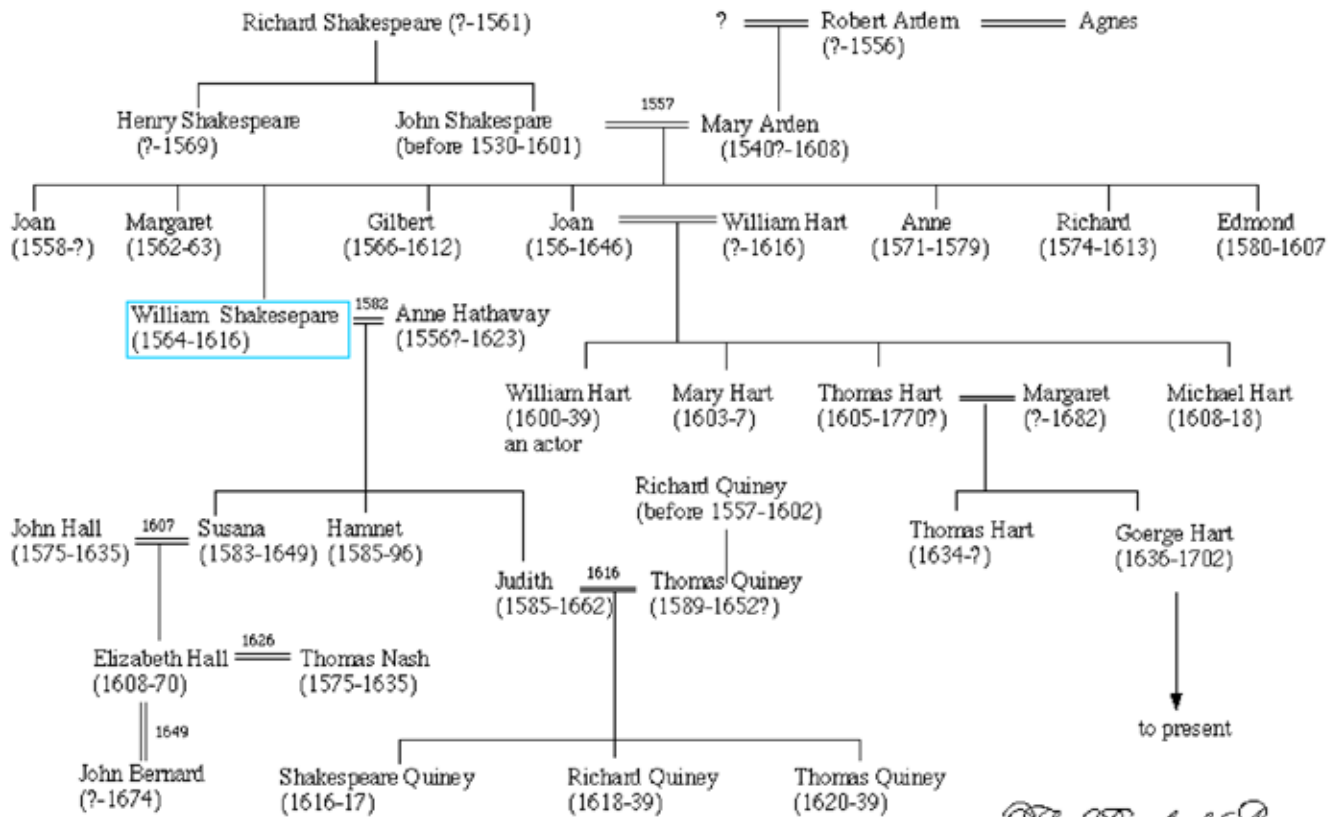 Richard Shakespeare (?-1561)
? Robert Ardern Agnes
(?-1556)
1557
Henry Shakespeare John Shakespare Mary Arden
(?-1569) (before 1530-1601) (1540?-1608)
Joan Margaret Gilbert Joan William Hart Anne Richard Edmond
(1558-?) (1562-63) (1566-1612) (156-1646) (?-1616) (1571-1579) (1574-1613) (1580-1607
1582
William Shakesepare Anne Hathaway
(1564-1616) (1556?-1623)
William Hart Mary Hart Thomas Hart Margaret Michael Hart
(1600-39) (1603-7) (1605-1770?) (?-1682) (1608-18)
an actor
Richard Quiney
(before 1557-1602)
1607
John Hall Susana Hamnet Thomas Hart Goerge Hart
(1575-1635) (1583-1649) (1585-96) (1634-?) (1636-1702)
1616
Judith Thomas Quiney
(1585-1662) (1589-1652?)
1626
Elizabeth Hall Thomas Nash
(1608-70) (1575-1635)
1649
to present
John Bernard Shakespeare Quiney Richard Quiney Thomas Quiney
(?-1674) (1616-17) (1618-39) (1620-39)